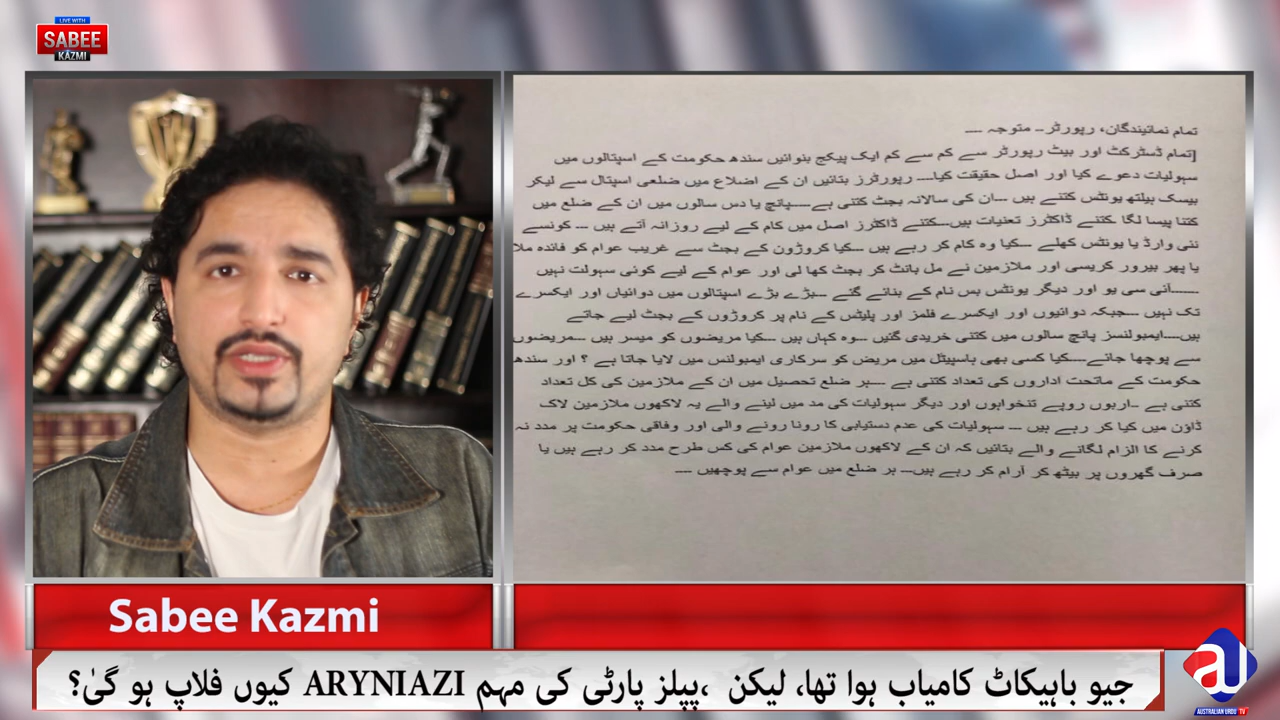 LIVE WITH
SABEE
KAZMI
تمام نمائیندگان، رپورٹر۔۔ متوجہ ۔۔۔۔
[تمام ڈسٹرکٹ اور بیٹ رپورٹر سے کم سے کم ایک پیکج بنوائیں سندھ حکومت کے اسپتالوں میں
سہولیات دعوے کیا اور اصل حقیقت کیا۔۔۔۔ رپورٹرز بتائیں ان کے اضلاع میں ضلعی اسپتال سے لیکر
بیسک ہیلتھ یونٹس کتنے ہیں ۔۔۔ان کی سالانہ بجٹ کتنی ہے۔۔۔۔۔پانچ یا دس سالوں میں ان کے ضلع میں
کتنا پیسا لگا ۔کتنے ڈاکٹرز تعنیات ہیں۔۔۔کتنے ڈاکٹرز اصل میں کام کے لیے روزانہ آتے ہیں ۔۔۔ کونسے
نئی وارڈ یا یونٹس کھلے ۔۔۔کیا وہ کام کر رہے ہیں ۔۔۔کیا کروڑوں کے بجٹ سے غریب عوام کو فائدہ ملا
یا پھر بیرور کریسی اور ملازمین نے مل بانٹ کر بجٹ کھا لی اور عوام کے لیے کوئی سہولت نہیں
۔۔۔۔۔۔آئی سی یو اور دیگر یونٹس بس نام کے بنائے گئے ۔۔۔بڑے بڑے اسپتالوں میں دوائیاں اور ایکسرے
تک نہیں ۔۔۔جبکہ دوائیوں اور ایکسرے فلمز اور پلیٹس کے نام پر کروڑوں کے بجٹ لیے جاتے
ہیں۔۔۔۔ایمبولنسز پانچ سالوں میں کتنی خریدی گئیں ۔۔۔وہ کہاں ہیں ۔۔۔کیا مریضوں کو میسر ہیں ۔۔۔مریضوں
سے پوچھا جائے۔۔۔۔کیا کسی بھی ہاسپیٹل میں مریض کو سرکاری ایمبولنس میں لایا جاتا ہے ؟ اور سندھ
حکومت کے ماتحت اداروں کی تعداد کتنی ہے ۔۔۔۔ہر ضلع تحصیل میں ان کے ملازمین کی کل تعداد
کتنی ہے ۔۔اربوں روپے تنخواہوں اور دیگر سہولیات کی مد میں لینے والے یہ لاکھوں ملازمین لاک
ڈاؤن میں کیا کر رہے ہیں ۔۔۔ سہولیات کی عدم دستیابی کا رونا رونے والی اور وفاقی حکومت پر مدد نہ
کرنے کا الزام لگانے والے بتائیں کہ ان کے لاکھوں ملازمین عوام کی کس طرح مدد کر رہے ہیں یا
صرف گھروں پر بیٹھ کر آرام کر رہے ہیں۔۔۔ ہر ضلع میں عوام سے پوچھیں ۔۔۔۔
Sabee Kazmi
جیو باہیکاٹ کامیاب ہوا تھا، لیکن ،پیپلز پارٹی کی مہم ARYNIAZI کیوں فلاپ ہو گیٰ؟
AUSTRALIAN URDU TV